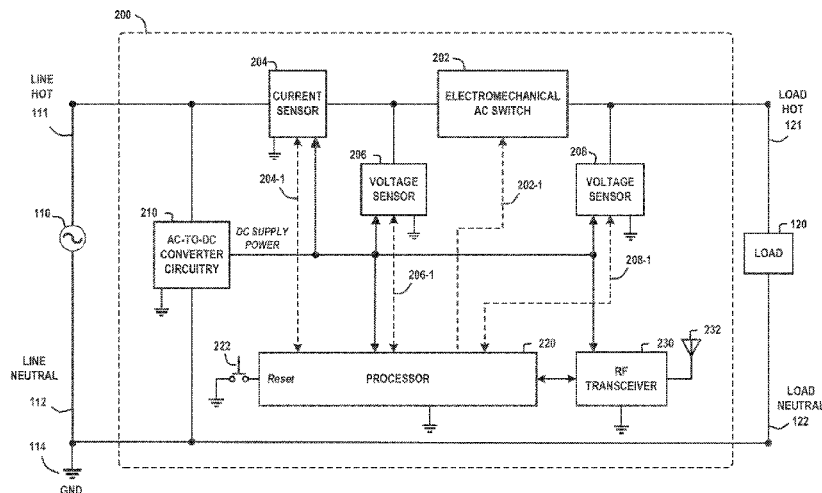 200
LINE
HOT
111
204
CURRENT
SENSOR
202
ELECTROMECHANICAL
AC SWITCH
LOAD
HOT
121
206
VOLTAGE
SENSOR
208
VOLTAGE
SENSOR
204-1
202-1
110
210
AC-TO-DC
CONVERTER
CIRCUITRY
DC SUPPLY
POWER
120
LOAD
206-1
208-1
LINE
NEUTRAL
112
222
Reset
220
PROCESSOR
230
RF
TRANSCEIVER
232
LOAD
NEUTRAL
122
114
GND